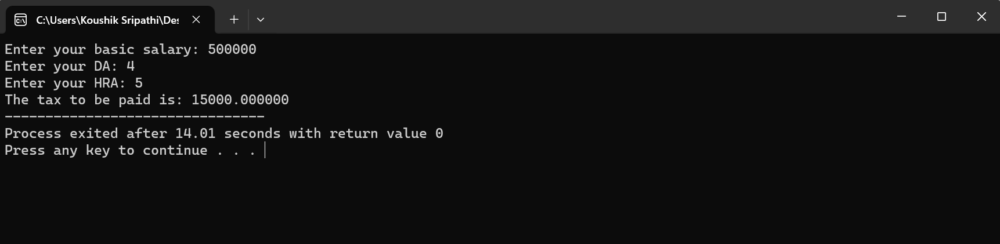 C:\Users\Koushik Sripathi\Des
Enter your basic salary: 500000
Enter your DA: 4
Enter your HRA: 5
The tax to be paid is: 15000.000000
--------------------------------
Process exited after 14.01 seconds with return value 0
Press any key to continue . . .